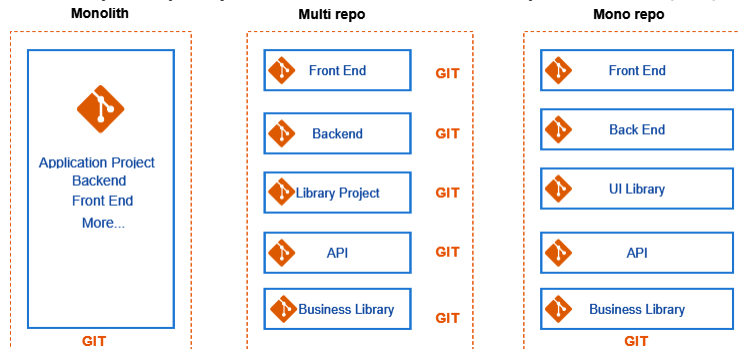 Monolith
Multi repo
Mono repo
Application Project
Backend
Front End
More...
GIT
Front End
GIT
Backend
GIT
Library Project
GIT
API
GIT
Business Library
GIT
Front End
Back End
UI Library
API
Business Library
GIT